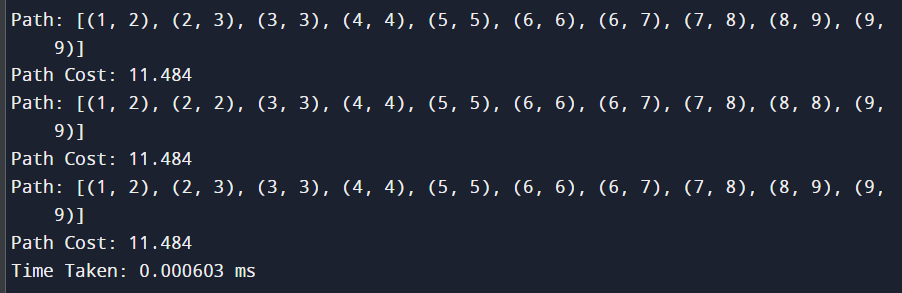 Path: [(1, 2), (2, 3), (3, 3), (4, 4), (5, 5), (6, 6), (6, 7), (7, 8), (8, 9), (9,
9)]
Path Cost: 11.484
Path: [(1, 2), (2, 2), (3, 3), (4, 4), (5, 5), (6, 6), (6, 7), (7, 8), (8, 8), (9,
9)]
Path Cost: 11.484
Path: [(1, 2), (2, 3), (3, 3), (4, 4), (5, 5), (6, 6), (6, 7), (7, 8), (8, 9), (9,
9)]
Path Cost: 11.484
Time Taken: 0.000603 ms